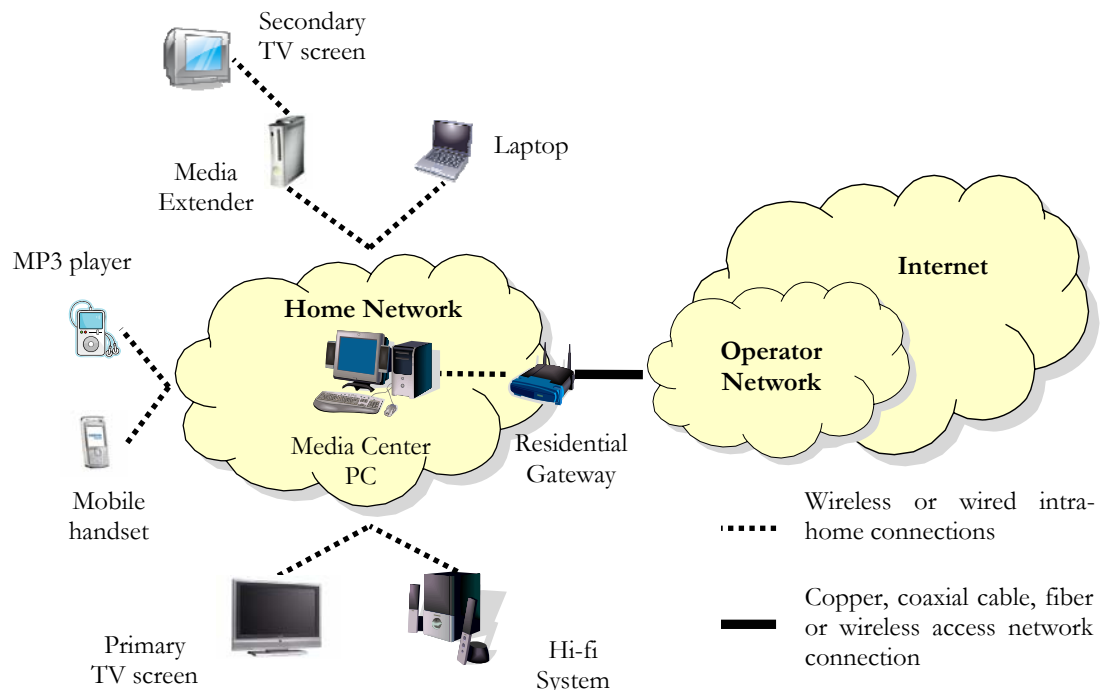 Secondary
TV screen
Laptop
Media
Extender
MP3 player
Internet
Home Network
Operator
Network
Media Center
PC
Residential
Gateway
Mobile
handset
Wireless or wired intra-
home connections
Copper, coaxial cable, fiber
or wireless access network
connection
Primary
TV screen
Hi-fi
System